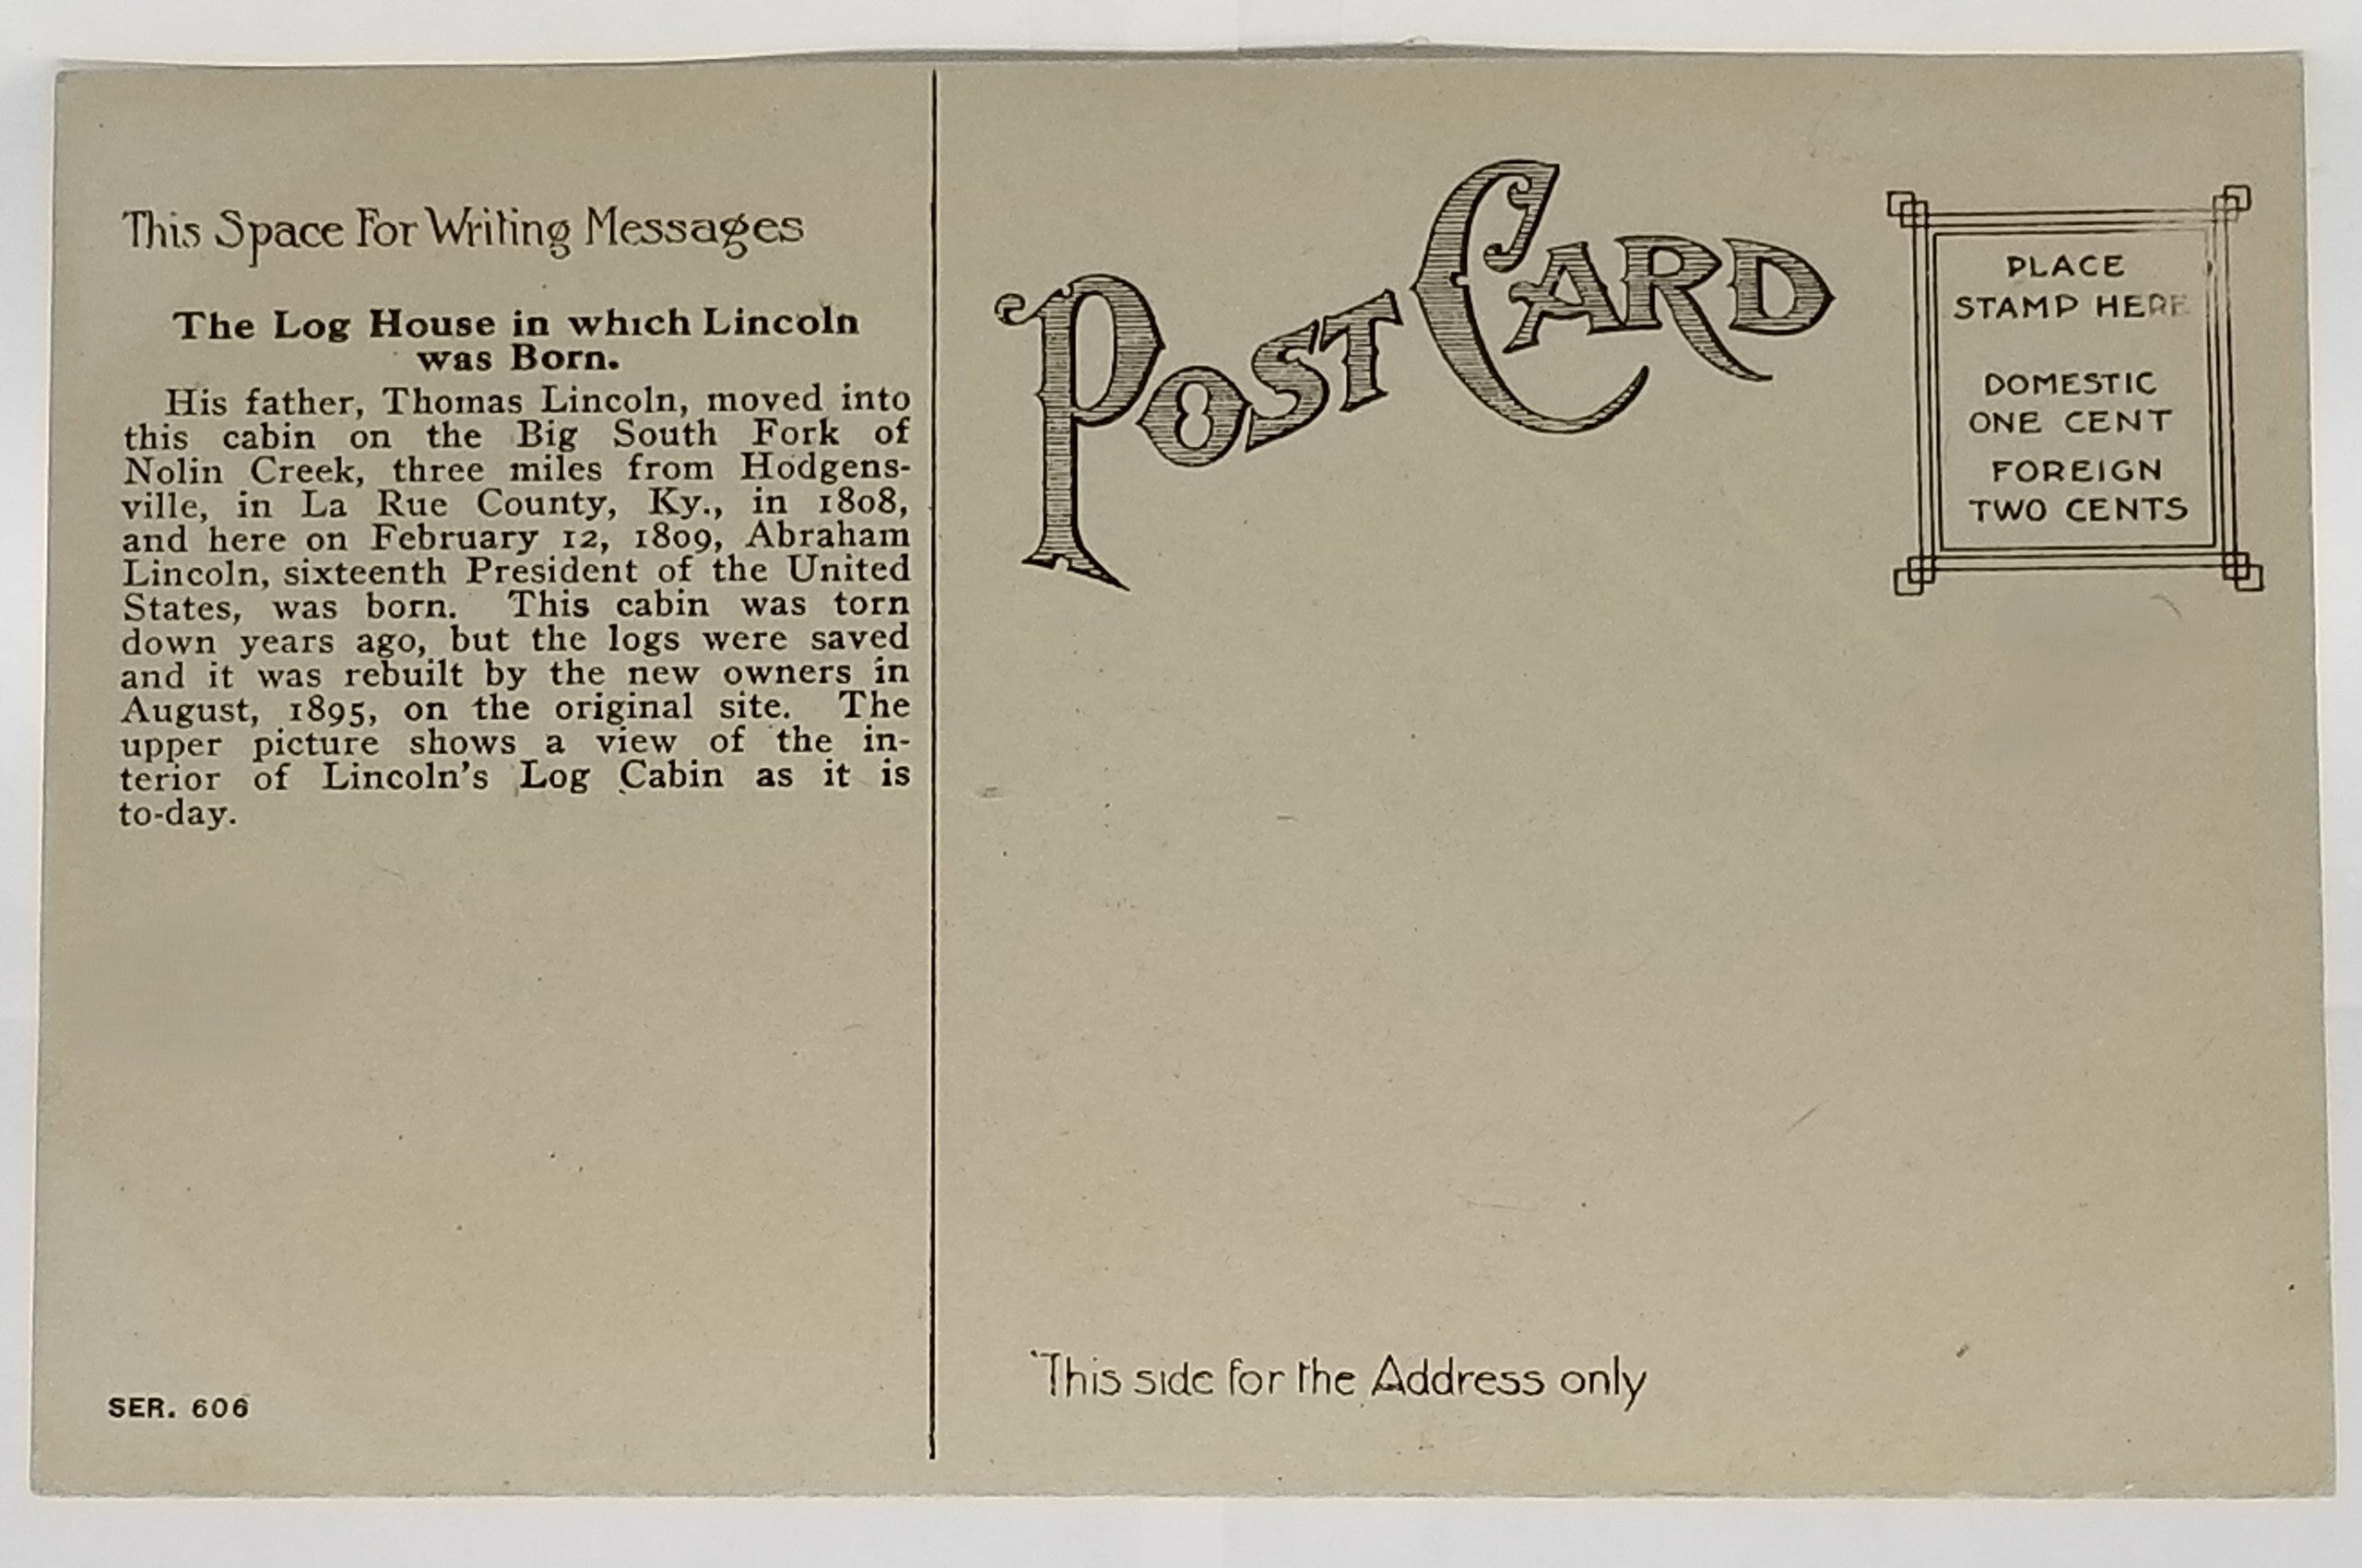 This Space For Writing Messages
The Log House in which Lincoln
was Born.
His father, Thomas Lincoln, moved into
this cabin on the Big South Fork of
Nolin Creek, three miles from Hodgens-
ville, in La Rue County, Ky., in 1808,
and here on February 12, 1809, Abraham
Lincoln, sixteenth President of the United
States, was born. This cabin was torn
down years ago, but the logs were saved
and it was rebuilt by the new owners in
August, 1895, on the original site. The
upper picture shows a view of the in-
terior of Lincoln's Log Cabin as it is
to-day.
SER. 606
POST CARD
PLACE
STAMP HERE
DOMESTIC
ONE CENT
FOREIGN
TWO CENTS
This side for the Address only